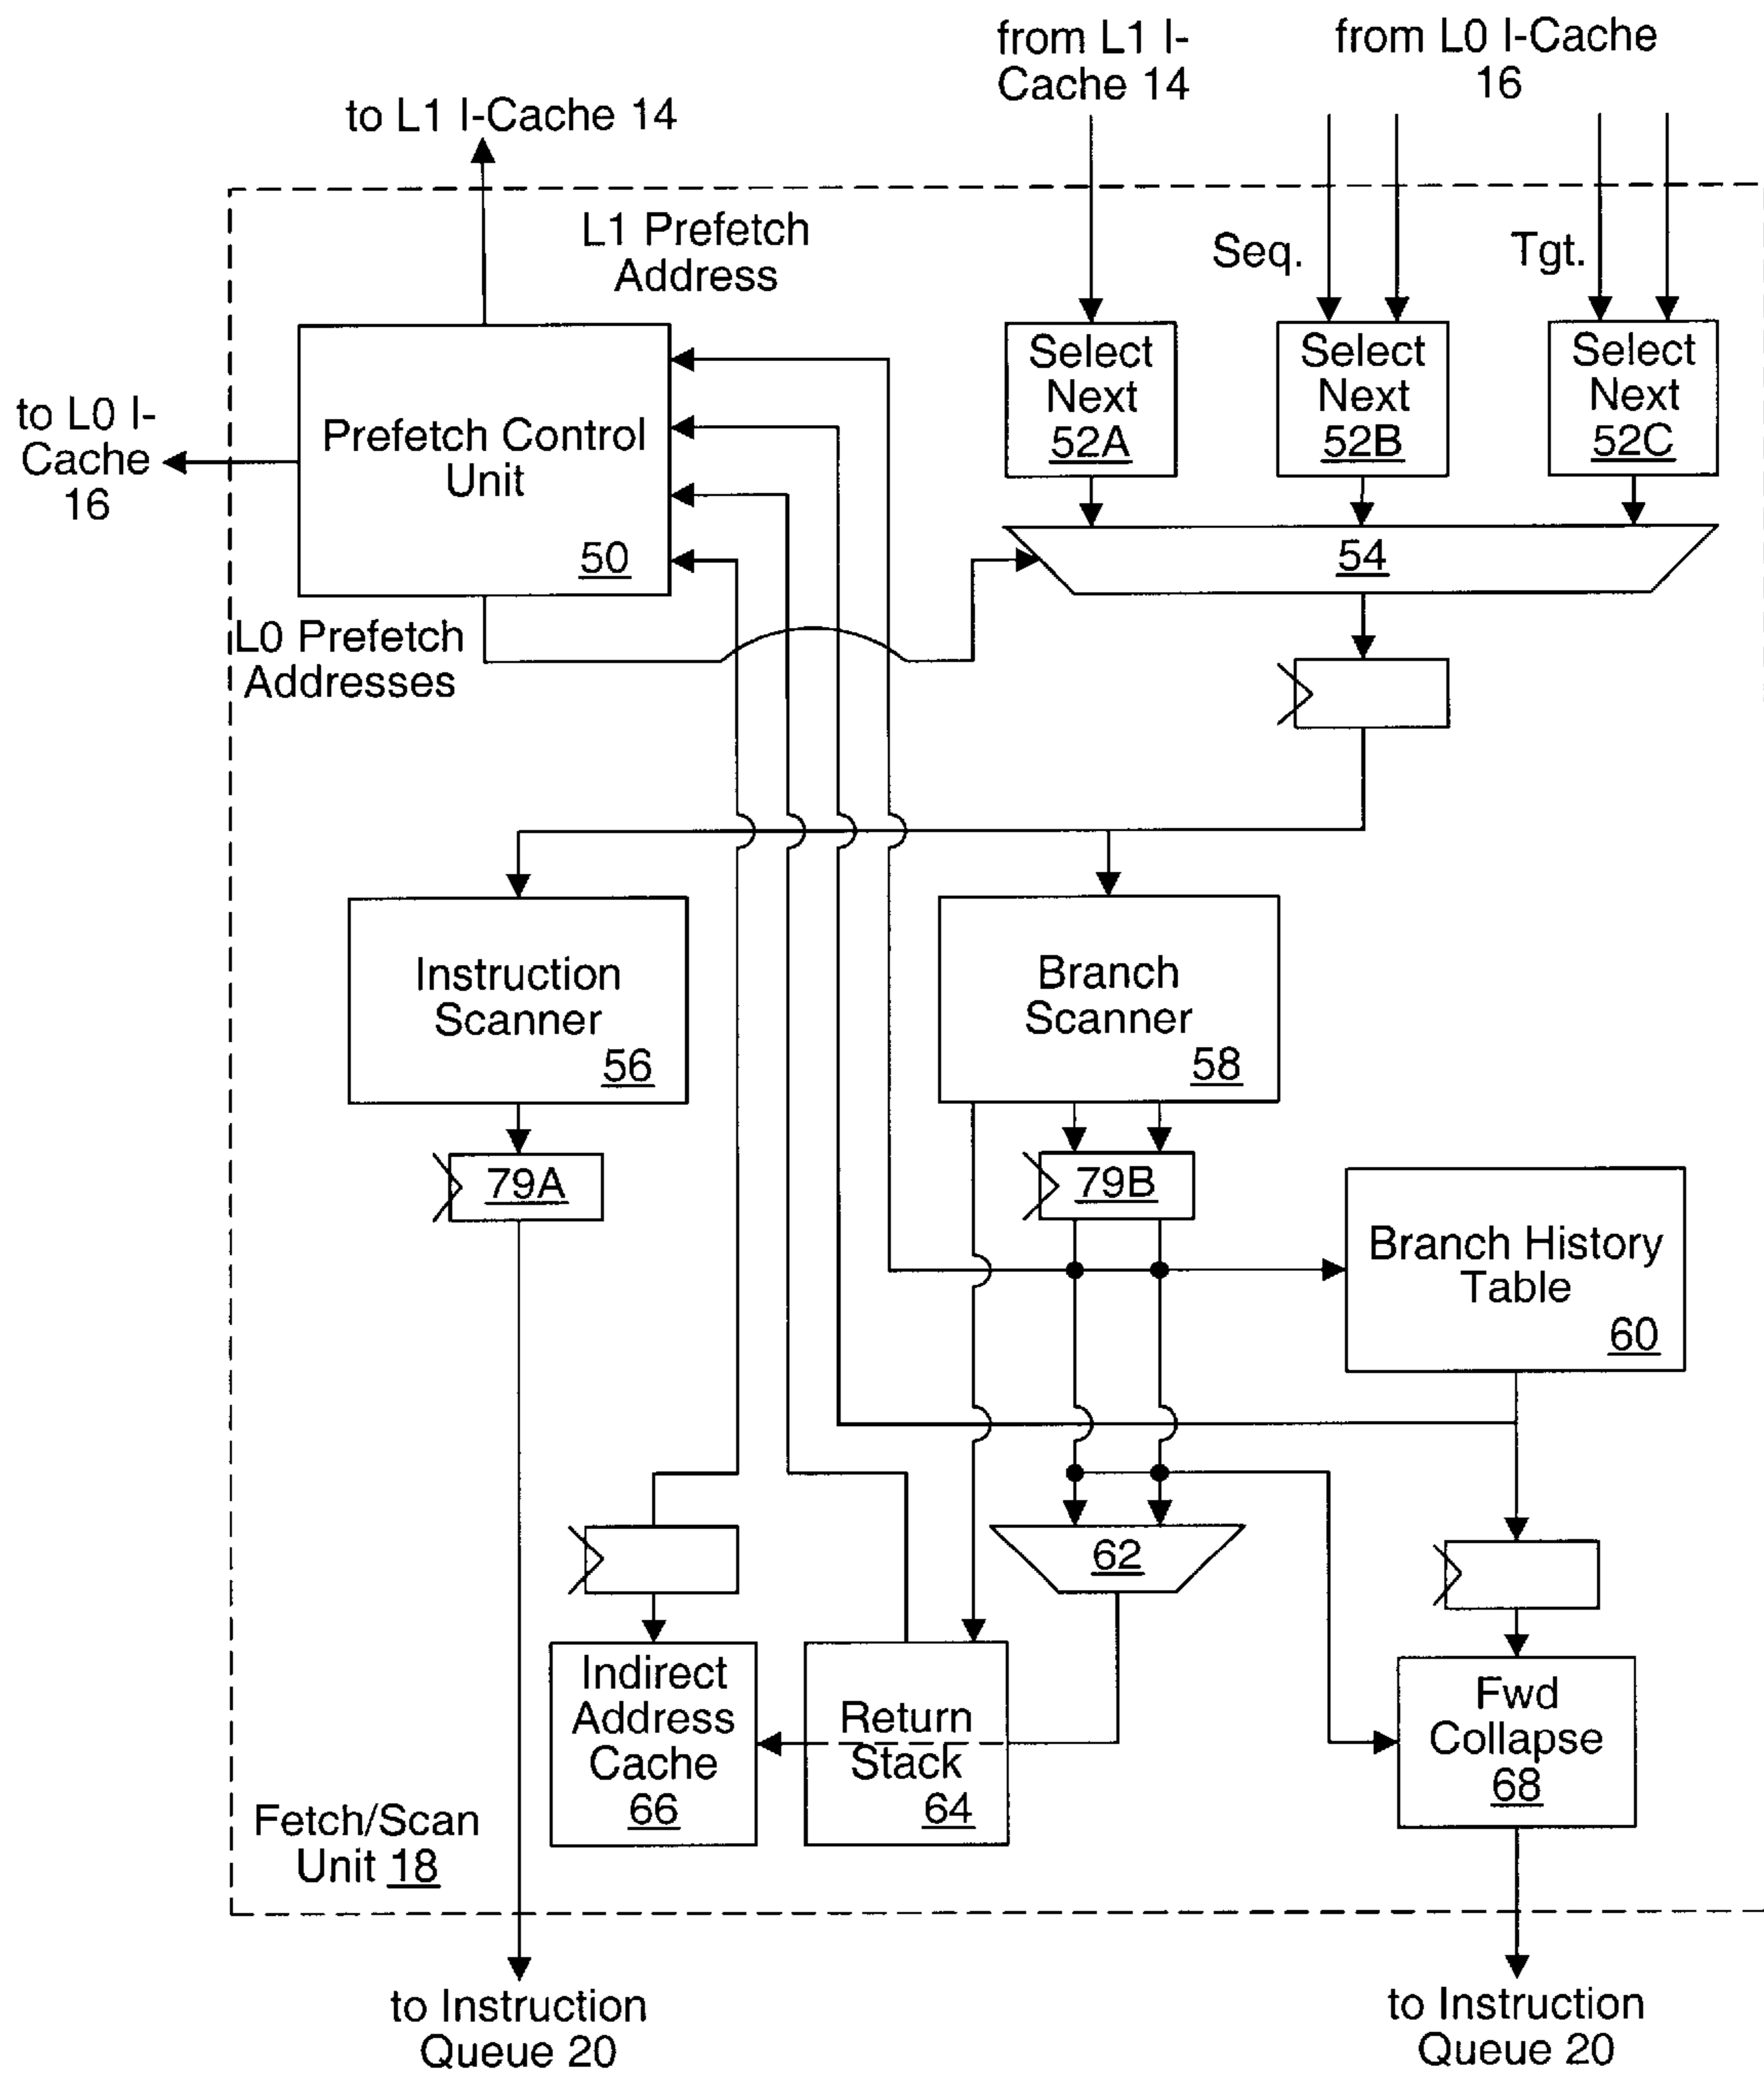 from L1 I-
Cache 14
from L0 I-Cache
16
to L1 I-Cache 14
L1 Prefetch
Address
Seq.
Tgt.
to L0 I-
Cache
16
Prefetch Control
Unit
50
Select
Next
52A
Select
Next
52B
Select
Next
52C
54
L0 Prefetch
Addresses
Instruction
Scanner
56
Branch
Scanner
58
79A
79B
Branch History
Table
60
62
Indirect
Address
Cache
66
Return
Stack
64
Fwd
Collapse
68
Fetch/Scan
Unit 18
to Instruction
Queue 20
to Instruction
Queue 20